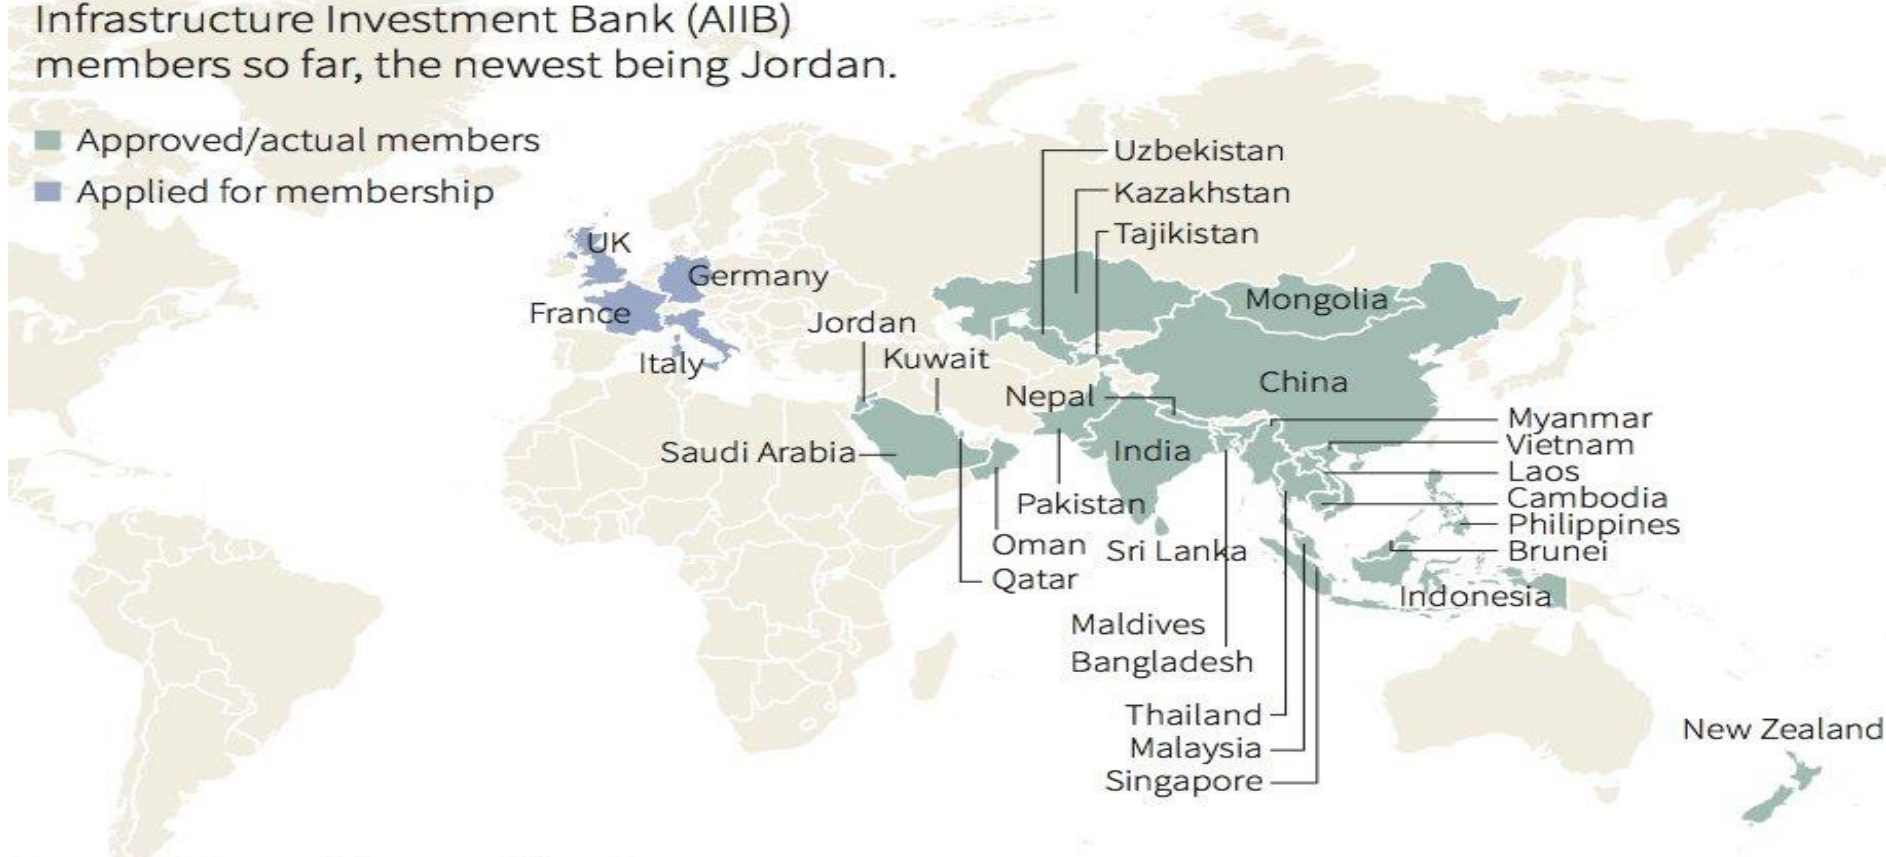 Infrastructure Investment Bank (AIIB)
members so far, the newest being Jordan.
Approved/actual members
Applied for membership
Uzbekistan
Kazakhstan
Tajikistan
UK
Germany
France
Italy
Jordan
Kuwait
Mongolia
China
Nepal
India
Saudi Arabia
Pakistan
Oman
Qatar
Sri Lanka
Myanmar
Vietnam
Laos
Cambodia
Philippines
Brunei
Indonesia
Maldives
Bangladesh
Thailand
Malaysia
Singapore
New Zealand